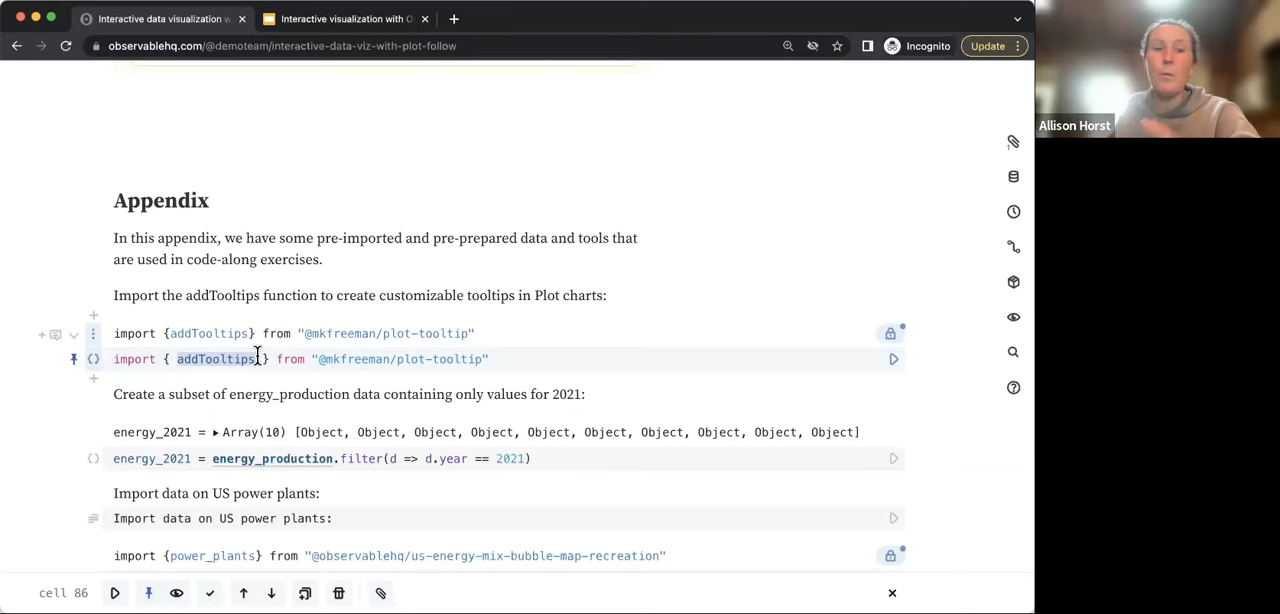 Interactive data visualization w
Interactive visualization with O
observablehq.com/@demoteam/interactive-data-viz-with-plot-follow
Incognito
Update
Allison Horst
Appendix
In this appendix, we have some pre-imported and pre-prepared data and tools that
are used in code-along exercises.
Import the addTooltips function to create customizable tooltips in Plot charts:
import {addTooltips} from "@mkfreeman/plot-tooltip"
import { addTooltips } from "@mkfreeman/plot-tooltip"
Create a subset of energy_production data containing only values for 2021:
energy_2021 = ▸ Array(10) [Object, Object, Object, Object, Object, Object, Object, Object, Object, Object]
energy_2021 = energy_production.filter(d => d.year == 2021)
Import data on US power plants:
Import data on US power plants:
import {power_plants} from "@observablehq/us-energy-mix-bubble-map-recreation"
cell 86